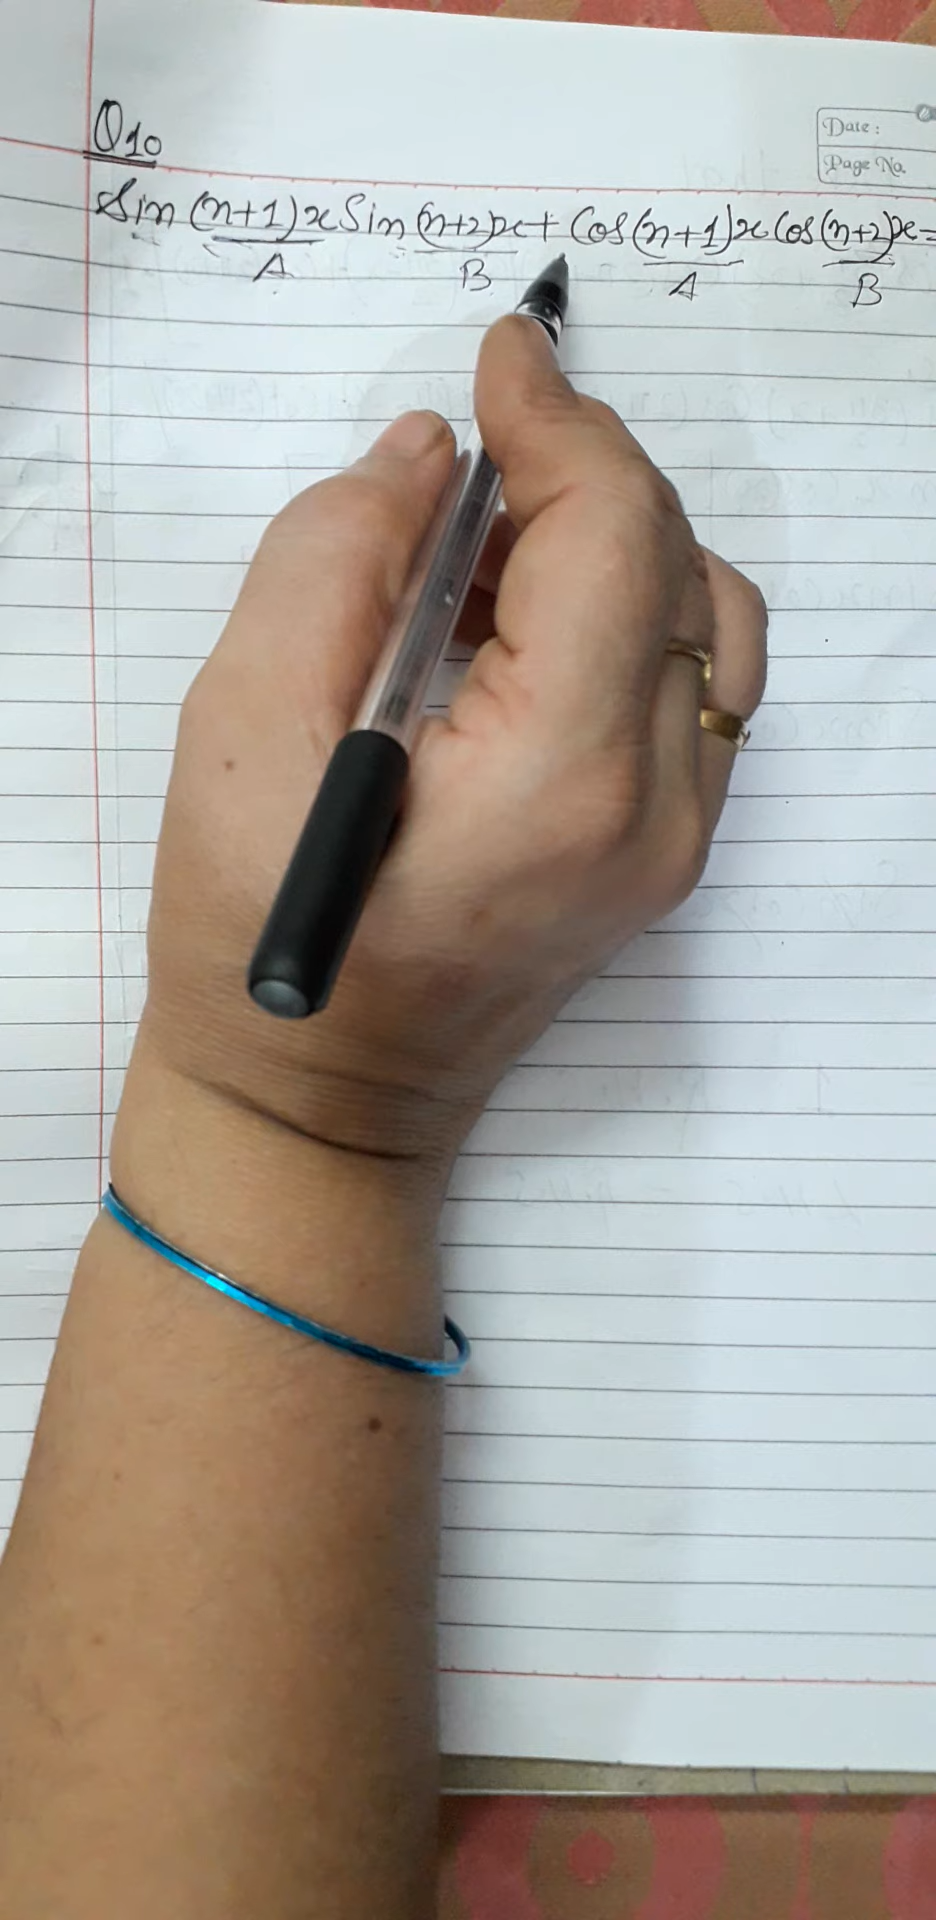 Q10
Date :
Page No.
Sin (n+1)x Sin (n+2)x + Cos (n+1)x Cos (n+2)x =
A B A B